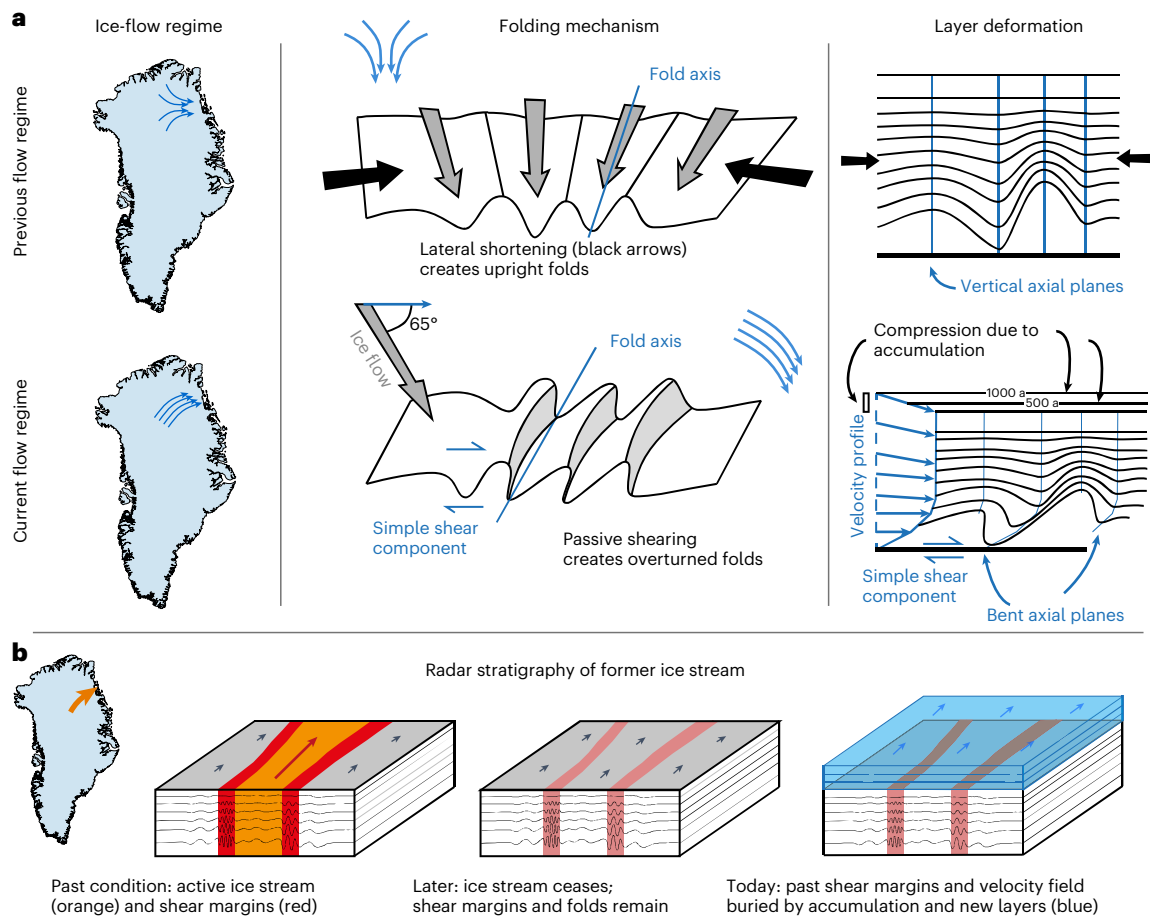 a
Ice-flow regime
Folding mechanism
Layer deformation
Previous flow regime
Fold axis
Lateral shortening (black arrows)
creates upright folds
Vertical axial planes
Current flow regime
65°
Ice flow
Fold axis
Simple shear
component
Passive shearing
creates overturned folds
Compression due to
accumulation
1000 a
500 a
Velocity profile
Simple shear
component
Bent axial planes
b
Radar stratigraphy of former ice stream
Past condition: active ice stream
(orange) and shear margins (red)
Later: ice stream ceases;
shear margins and folds remain
Today: past shear margins and velocity field
buried by accumulation and new layers (blue)